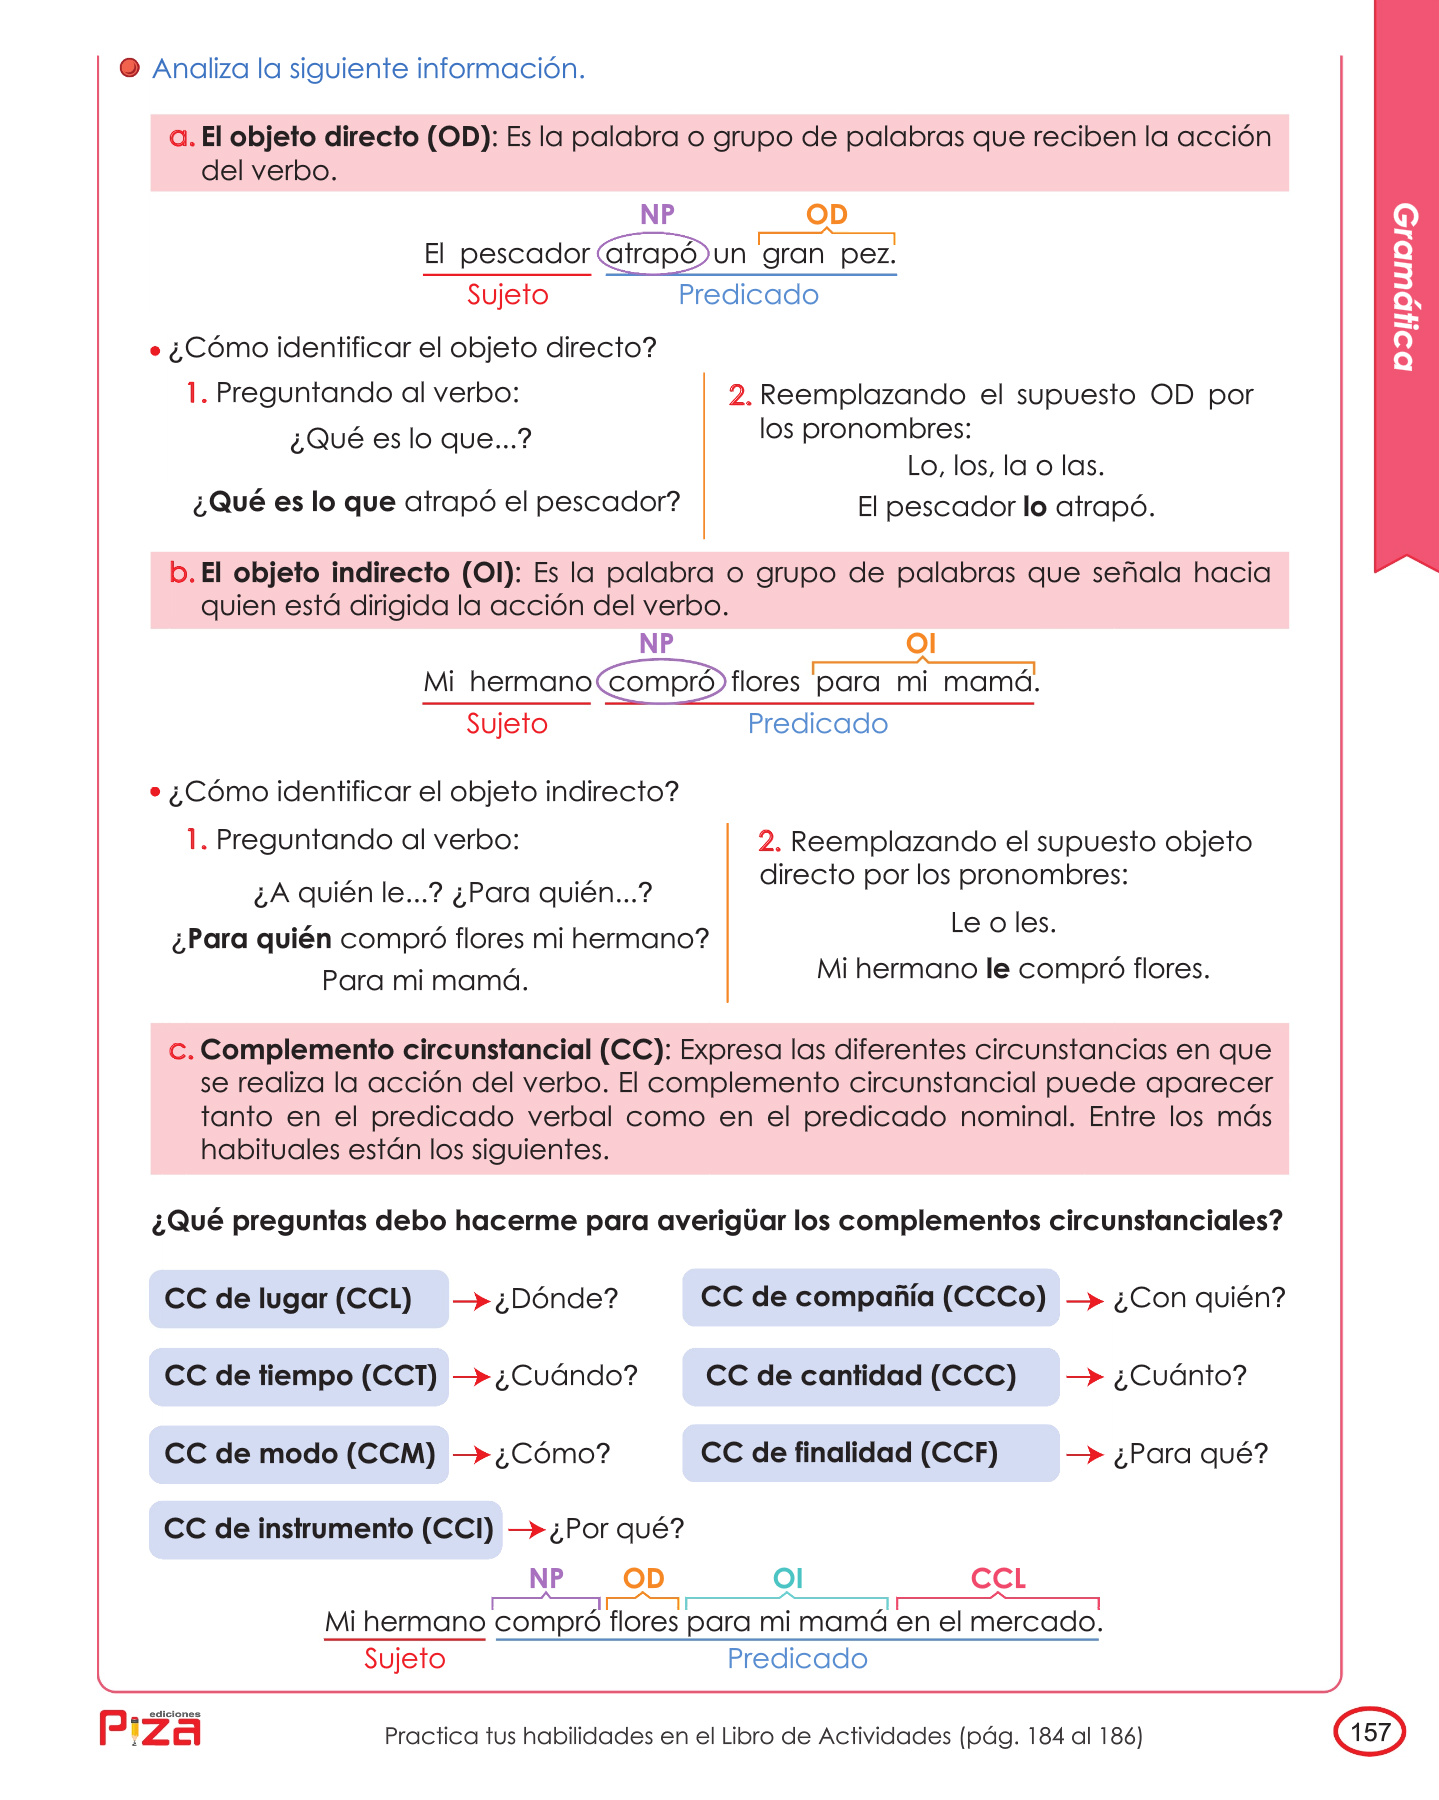 Analiza la siguiente información.
a. El objeto directo (OD): Es la palabra o grupo de palabras que reciben la acción
del verbo.
NP OD
El pescador atrapó un gran pez.
Sujeto Predicado
• ¿Cómo identificar el objeto directo?
1. Preguntando al verbo:
¿Qué es lo que...?
¿Qué es lo que atrapó el pescador?
2. Reemplazando el supuesto OD por
los pronombres:
Lo, los, la o las.
El pescador lo atrapó.
b. El objeto indirecto (OI): Es la palabra o grupo de palabras que señala hacia
quien está dirigida la acción del verbo.
NP OI
Mi hermano compró flores para mi mamá.
Sujeto Predicado
• ¿Cómo identificar el objeto indirecto?
1. Preguntando al verbo:
¿A quién le...? ¿Para quién...?
¿Para quién compró flores mi hermano?
Para mi mamá.
2. Reemplazando el supuesto objeto
directo por los pronombres:
Le o les.
Mi hermano le compró flores.
c. Complemento circunstancial (CC): Expresa las diferentes circunstancias en que
se realiza la acción del verbo. El complemento circunstancial puede aparecer
tanto en el predicado verbal como en el predicado nominal. Entre los más
habituales están los siguientes.
¿Qué preguntas debo hacerme para averigüar los complementos circunstanciales?
CC de lugar (CCL) ¿Dónde? CC de compañía (CCCo) ¿Con quién?
CC de tiempo (CCT) ¿Cuándo? CC de cantidad (CCC) ¿Cuánto?
CC de modo (CCM) ¿Cómo? CC de finalidad (CCF) ¿Para qué?
CC de instrumento (CCI) ¿Por qué?
NP OD OI CCL
Mi hermano compró flores para mi mamá en el mercado.
Sujeto Predicado
Gramática
ediciones
Piza
Practica tus habilidades en el Libro de Actividades (pág. 184 al 186)
157